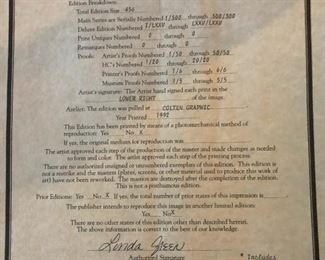 Edition Breakdown:
Total Edition Size 456
Main Series are Serially Numbered 1/300 through 300/300
Deluxe Edition Numbered I/LXXV through LXXV/LXXV
Print Uniques Numbered 0 through 0
Remarques Numbered 0 through 0
Proofs: Artist's Proofs Numbered 1/50 through 50/50
HC's Numbered 1/20 through 20/20
Printer's Proofs Numbered 1/6 through 6/6
Museum Proofs Numbered 1/5 through 5/5
Artist's signature: The Artist hand signed each print in the
LOWER RIGHT of the image.
Atelier: The edition was pulled at COLTEN GRAPHIC
Year Printed 1992
This Edition has been printed by means of a photomechanical method of
reproduction: Yes No X
If yes, the original medium for reproduction was:
The artist approved each step of the production of the master and made changes as needed
to form and color. The artist approved each step of the printing process.
There are no authorized unsigned or unnumbered exemplars of this edition. This edition is
not a restrike and the masters (plates, screens, or other material used to produce this work of
art) have not been reworked. The masters are destroyed after the completion of the edition.
This is not a posthumous edition.
Prior Editions: Yes No X If yes, total number of prior states of this impression is
The publisher intends to reproduce this image in another limited edition:
Yes No X
There are no other states of this edition other than described herein.
The above information is correct to the best of our knowledge.
Linda Green
Authorized Signature
* Includes